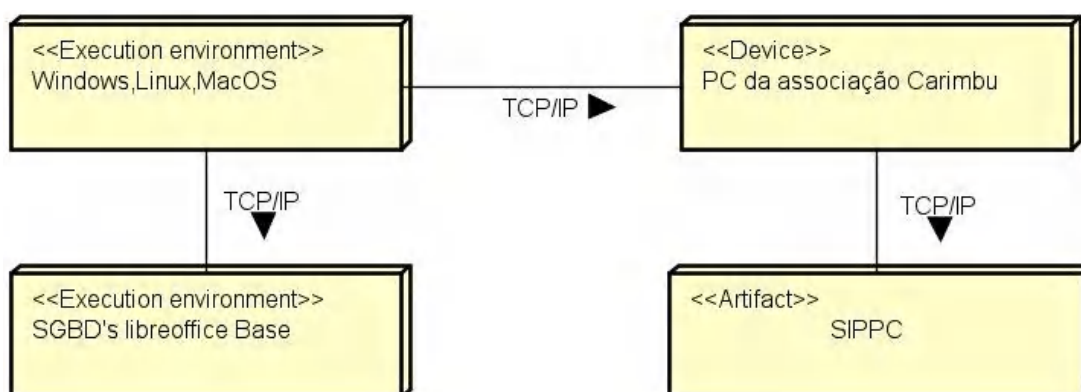 <<Execution environment>>
Windows,Linux,MacOS
<<Device>>
PC da associação Carimbu
TCP/IP
TCP/IP
TCP/IP
<<Execution environment>>
SGBD's libreoffice Base
<<Artifact>>
SIPPC